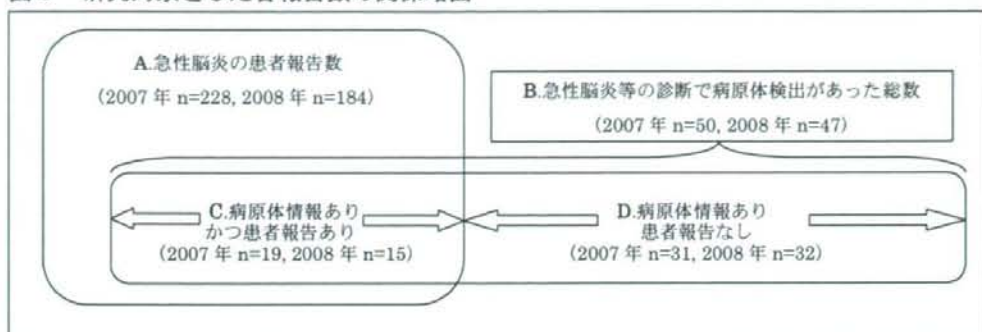 A.急性脳炎の患者報告数
(2007 年 n=228, 2008 年 n=184)
B.急性脳炎等の診断で病原体検出があった総数
(2007 年 n=50, 2008 年 n=47)
C.病原体情報あり
かつ患者報告あり
(2007 年 n=19, 2008 年 n=15)
D.病原体情報あり
患者報告なし
(2007 年 n=31, 2008 年 n=32)